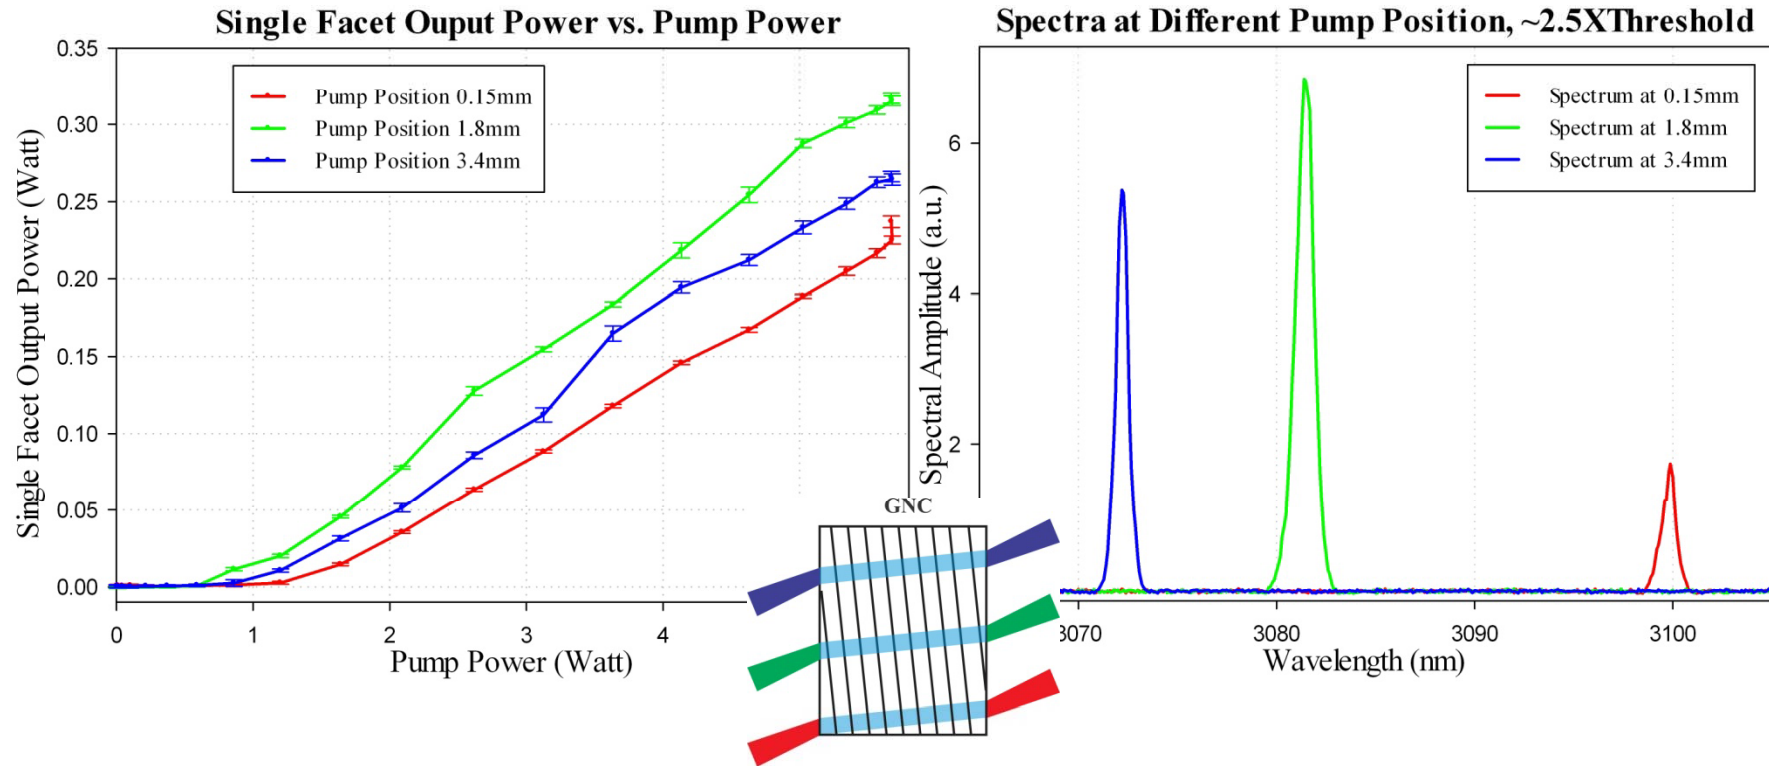 Single Facet Ouput Power vs. Pump Power
Single Facet Output Power (Watt)
0.35
0.30
0.25
0.20
0.15
0.10
0.05
0.00
Pump Position 0.15mm
Pump Position 1.8mm
Pump Position 3.4mm
0 1 2 3 4
Pump Power (Watt)
GNC
Spectra at Different Pump Position, ~2.5XThreshold
Spectral Amplitude (a.u.)
6
4
2
Spectrum at 0.15mm
Spectrum at 1.8mm
Spectrum at 3.4mm
3070 3080 3090 3100
Wavelength (nm)